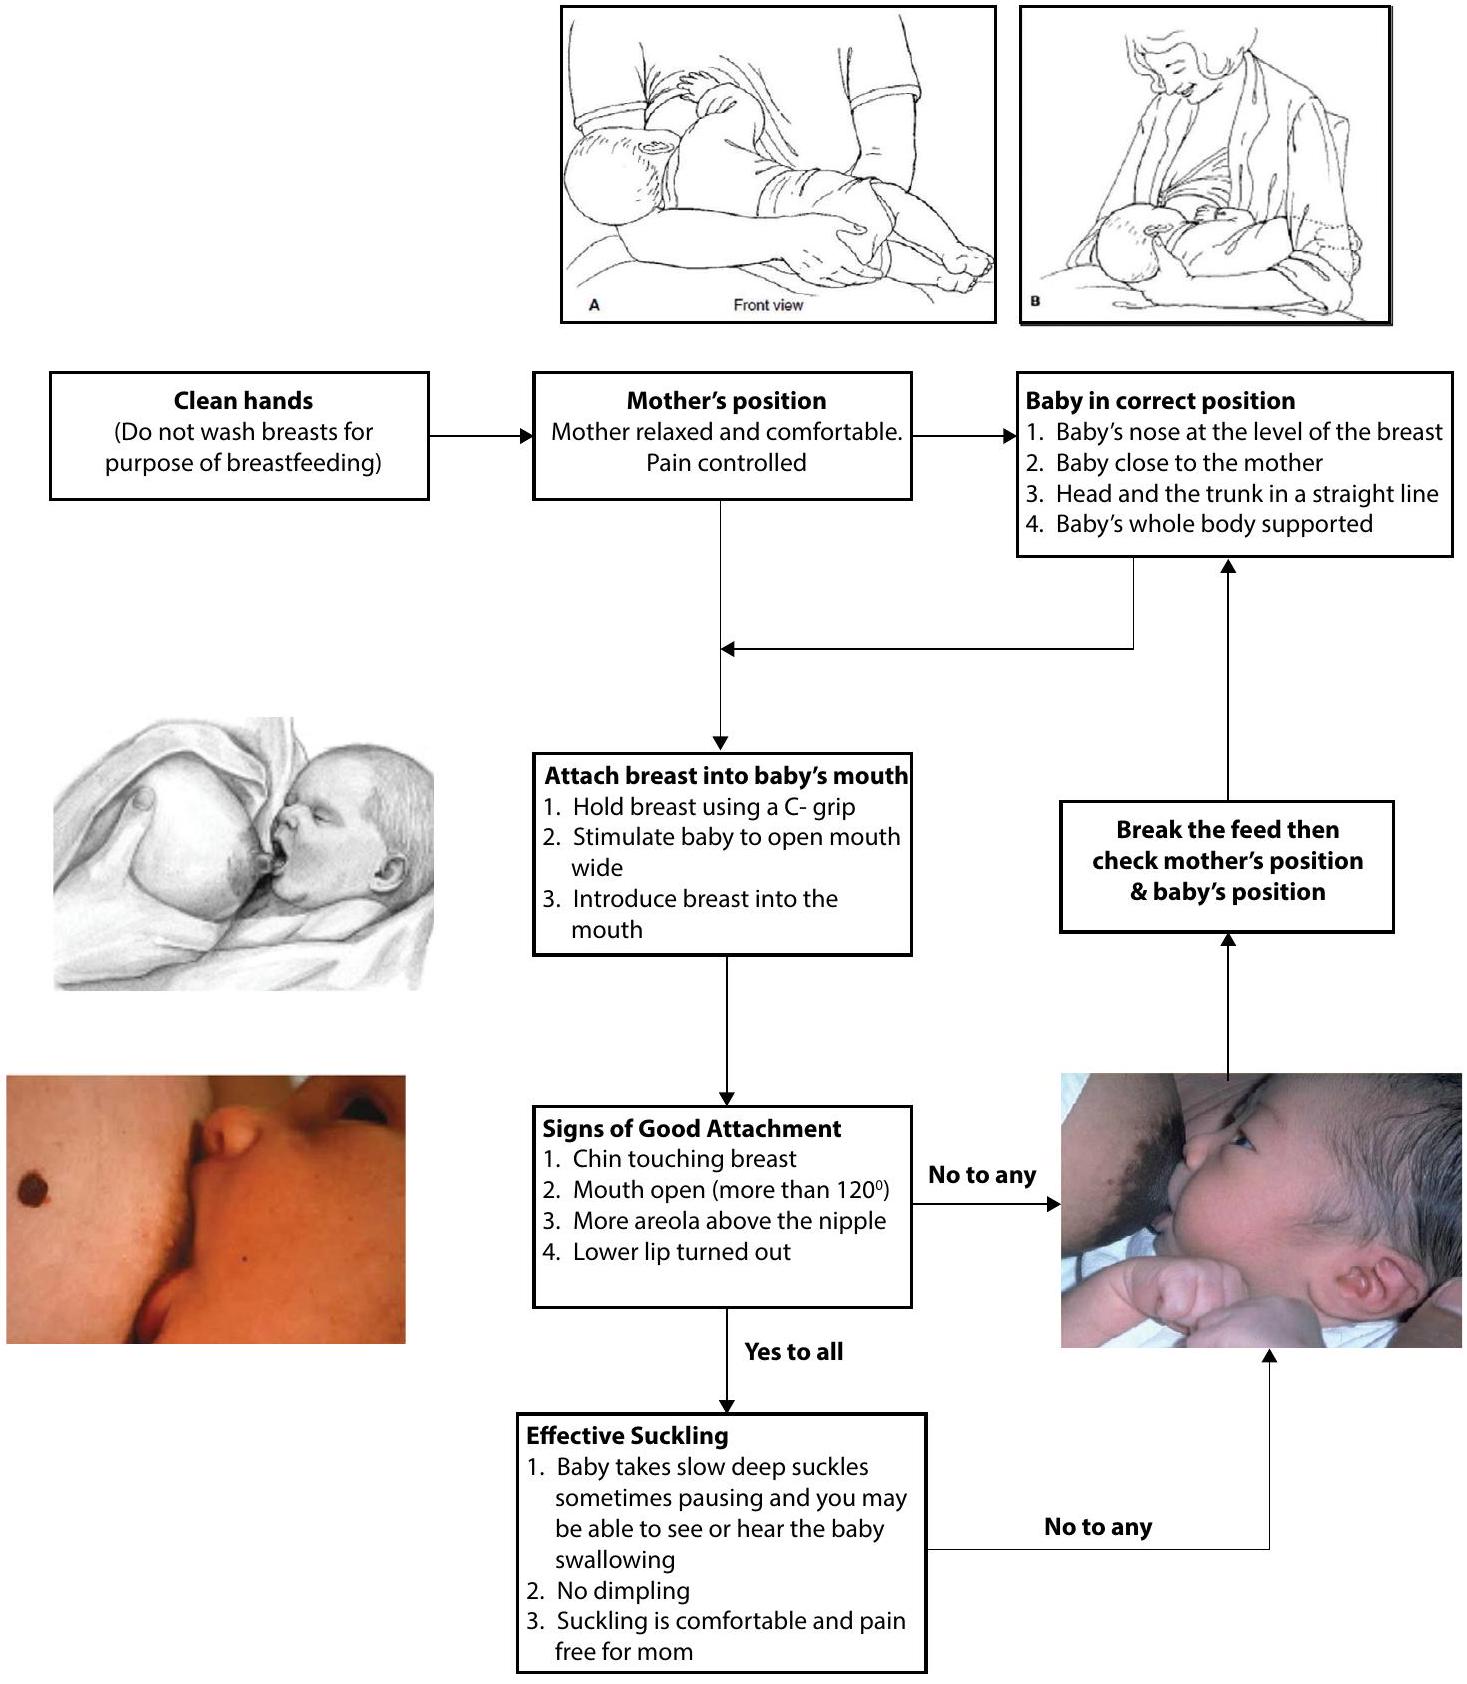 A
Front view
B
Clean hands
(Do not wash breasts for
purpose of breastfeeding)
Mother’s position
Mother relaxed and comfortable.
Pain controlled
Baby in correct position
1. Baby’s nose at the level of the breast
2. Baby close to the mother
3. Head and the trunk in a straight line
4. Baby’s whole body supported
Attach breast into baby’s mouth
1. Hold breast using a C- grip
2. Stimulate baby to open mouth
wide
3. Introduce breast into the
mouth
Break the feed then
check mother’s position
& baby’s position
Signs of Good Attachment
1. Chin touching breast
2. Mouth open (more than 120⁰)
3. More areola above the nipple
4. Lower lip turned out
No to any
Yes to all
Effective Suckling
1. Baby takes slow deep suckles
sometimes pausing and you may
be able to see or hear the baby
swallowing
2. No dimpling
3. Suckling is comfortable and pain
free for mom
No to any